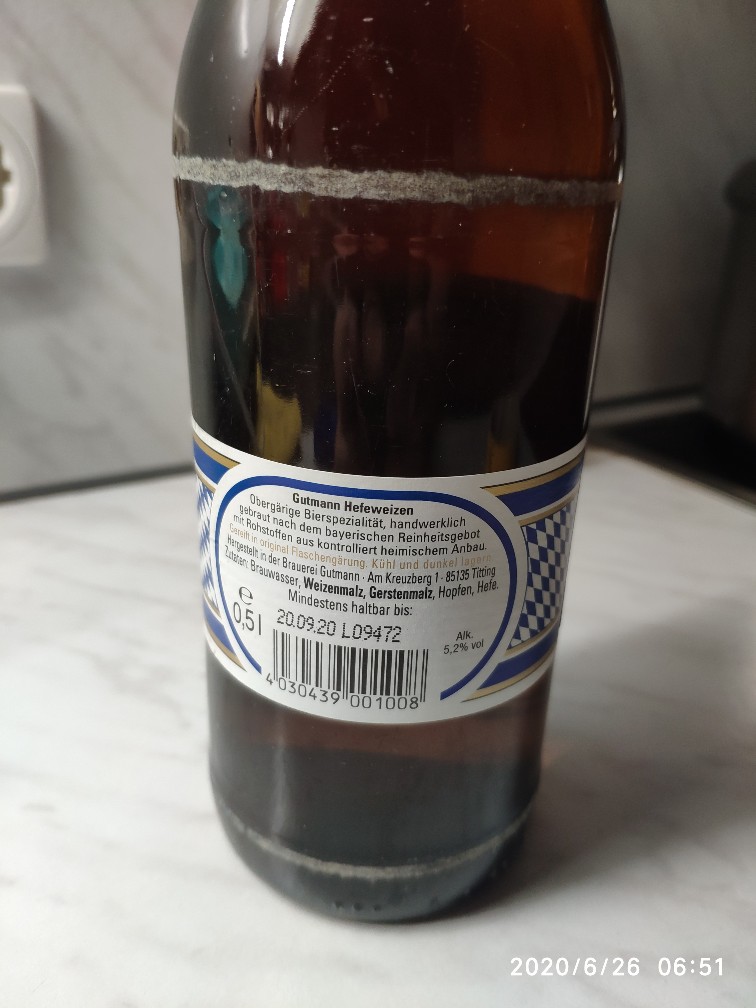 Gutmann Hefeweizen
Obergärige Bierspezialität, handwerklich
gebraut nach dem bayerischen Reinheitsgebot
mit Rohstoffen aus kontrolliert heimischem Anbau.
Gereift in original Flaschengärung. Kühl und dunkel lagern.
Hergestellt in der Brauerei Gutmann · Am Kreuzberg 1 · 85135 Titting
Zutaten: Brauwasser, Weizenmalz, Gerstenmalz, Hopfen, Hefe.
Mindestens haltbar bis:
20.09.20 L09472
e
0,5 l
Alk.
5,2% vol
4 030439 001008
2020/6/26 06:51